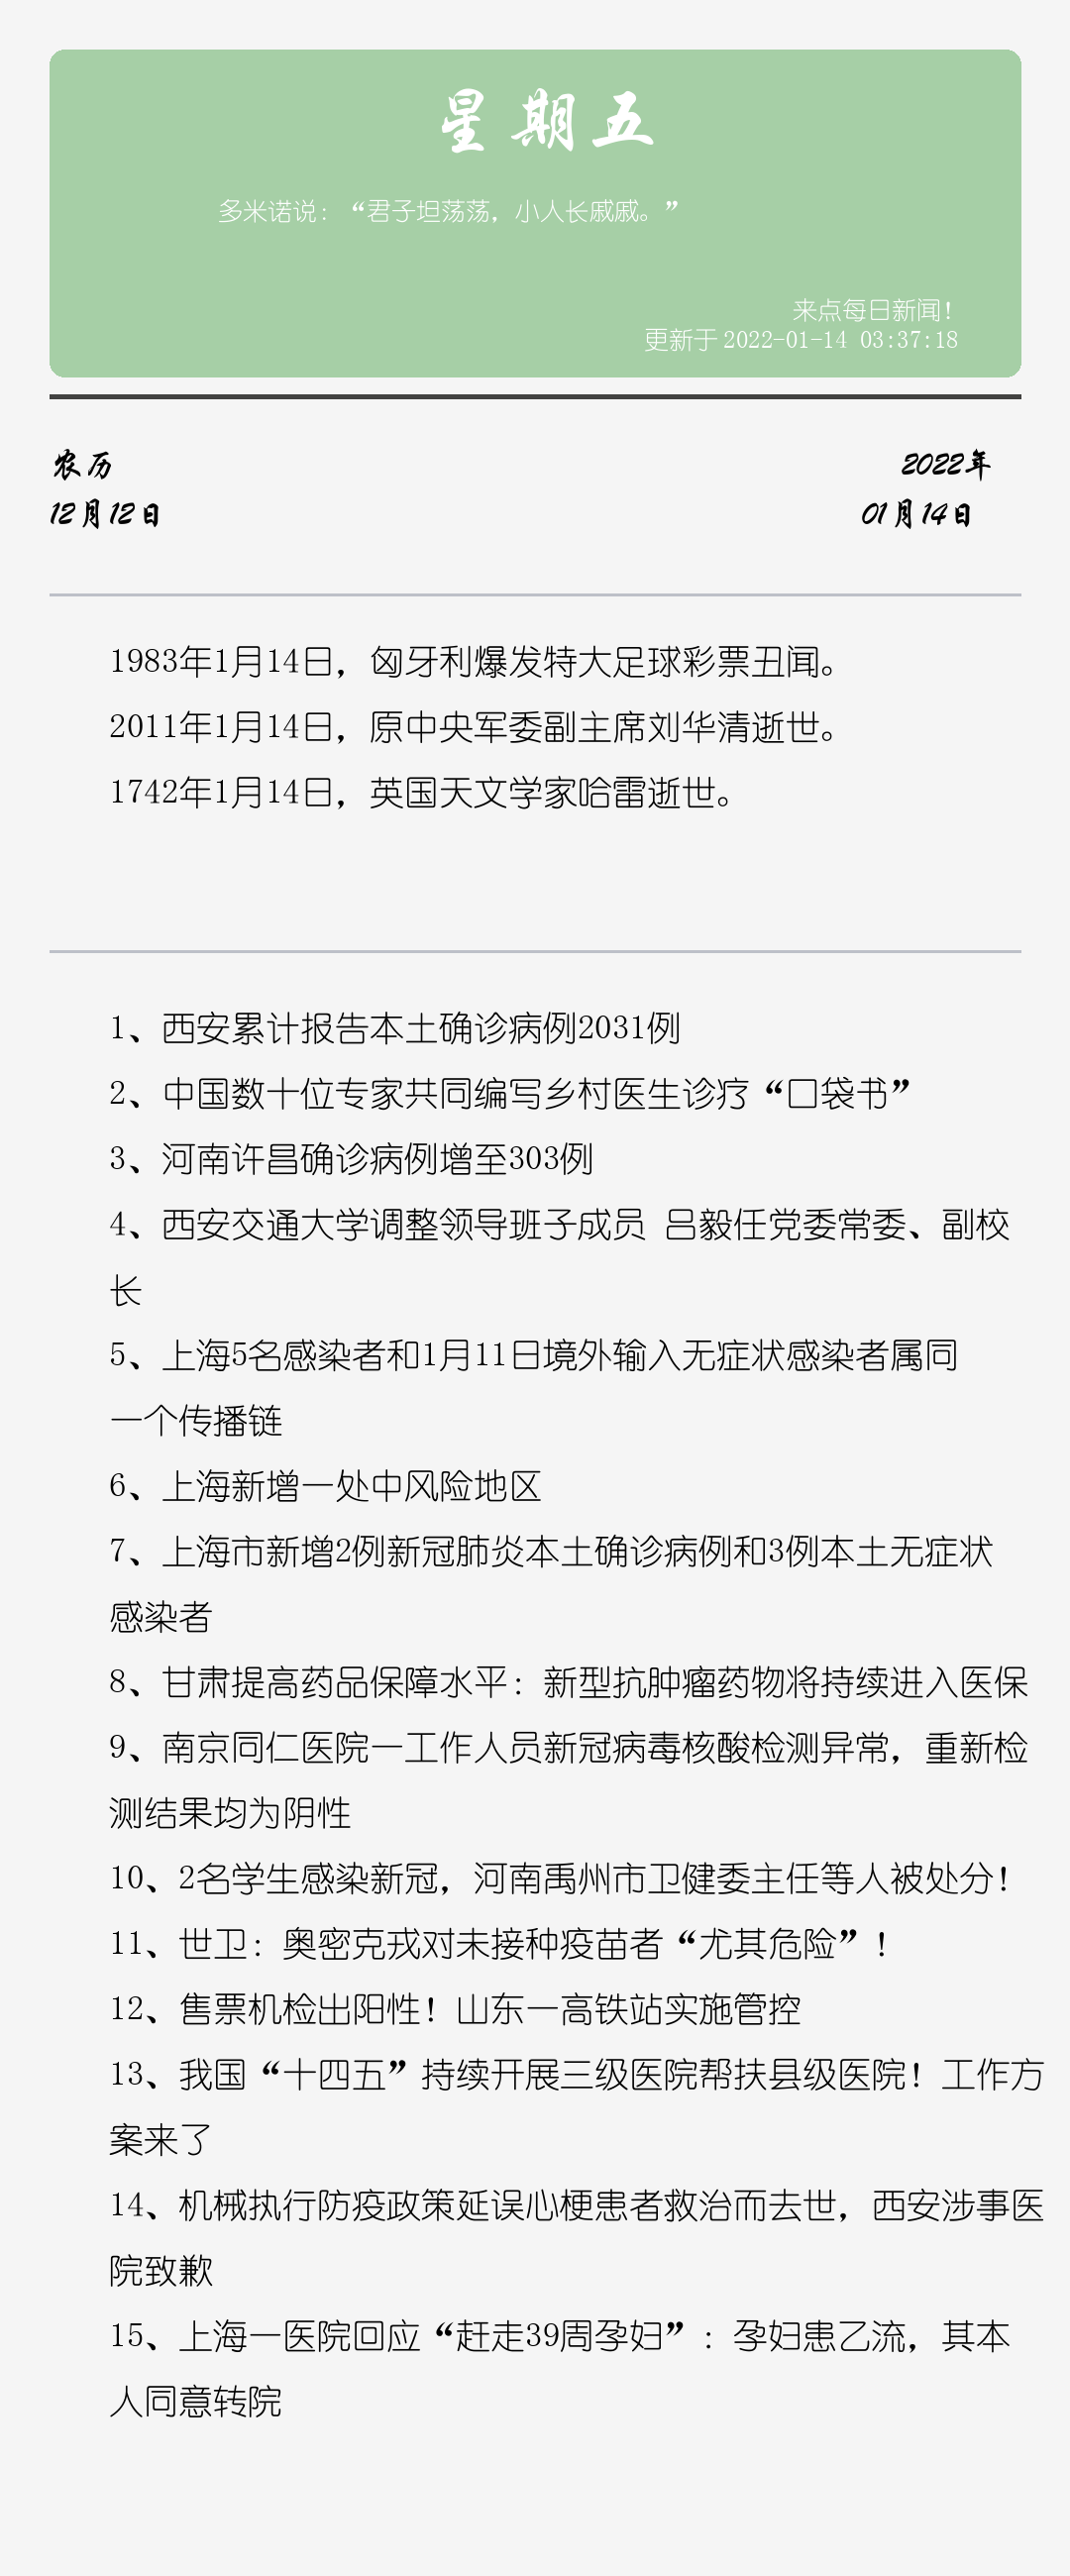 星期五
多米诺说：“君子坦荡荡，小人长戚戚。”
来点每日新闻！
更新于 2022-01-14 03:37:18
农历
2022年
12月12日
01月14日
1983年1月14日，匈牙利爆发特大足球彩票丑闻。
2011年1月14日，原中央军委副主席刘华清逝世。
1742年1月14日，英国天文学家哈雷逝世。
1、西安累计报告本土确诊病例2031例
2、中国数十位专家共同编写乡村医生诊疗“口袋书”
3、河南许昌确诊病例增至303例
4、西安交通大学调整领导班子成员 吕毅任党委常委、副校
长
5、上海5名感染者和1月11日境外输入无症状感染者属同
一个传播链
6、上海新增一处中风险地区
7、上海市新增2例新冠肺炎本土确诊病例和3例本土无症状
感染者
8、甘肃提高药品保障水平：新型抗肿瘤药物将持续进入医保
9、南京同仁医院一工作人员新冠病毒核酸检测异常，重新检
测结果均为阴性
10、2名学生感染新冠，河南禹州市卫健委主任等人被处分！
11、世卫：奥密克戎对未接种疫苗者“尤其危险”！
12、售票机检出阳性！山东一高铁站实施管控
13、我国“十四五”持续开展三级医院帮扶县级医院！工作方
案来了
14、机械执行防疫政策延误心梗患者救治而去世，西安涉事医
院致歉
15、上海一医院回应“赶走39周孕妇”：孕妇患乙流，其本
人同意转院